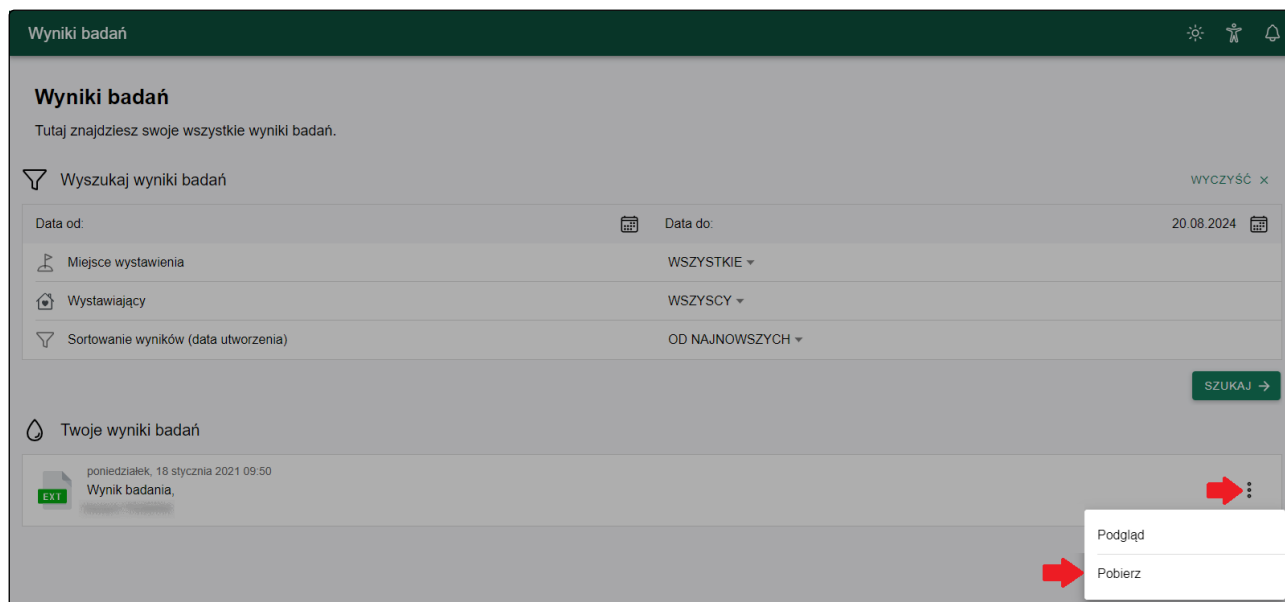 Wyniki badań
Wyniki badań
Tutaj znajdziesz swoje wszystkie wyniki badań.
Wyszukaj wyniki badań
WYCZYŚĆ ×
Data od:
Data do:
20.08.2024
Miejsce wystawienia
WSZYSTKIE
Wystawiający
WSZYSCY
Sortowanie wyników (data utworzenia)
OD NAJNOWSZYCH
SZUKAJ →
Twoje wyniki badań
poniedziałek, 18 stycznia 2021 09:50
EXT
Wynik badania,
Podgląd
Pobierz